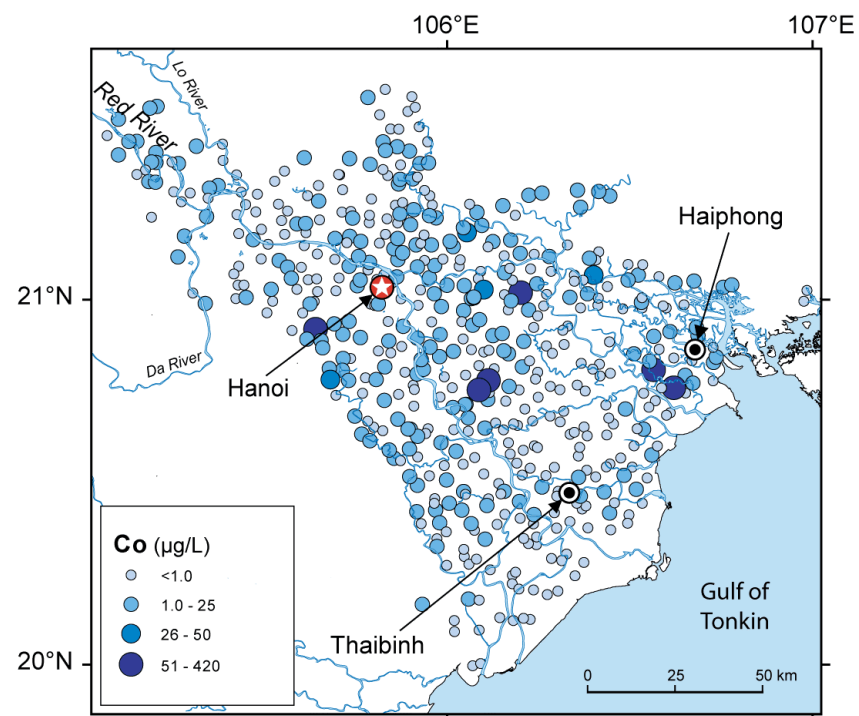 106°E
107°E
Lo River
Red River
Haiphong
21°N
Da River
Hanoi
Co (µg/L)
<1.0
1.0 - 25
26 - 50
51 - 420
Gulf of
Tonkin
Thaibinh
20°N
0 25 50 km